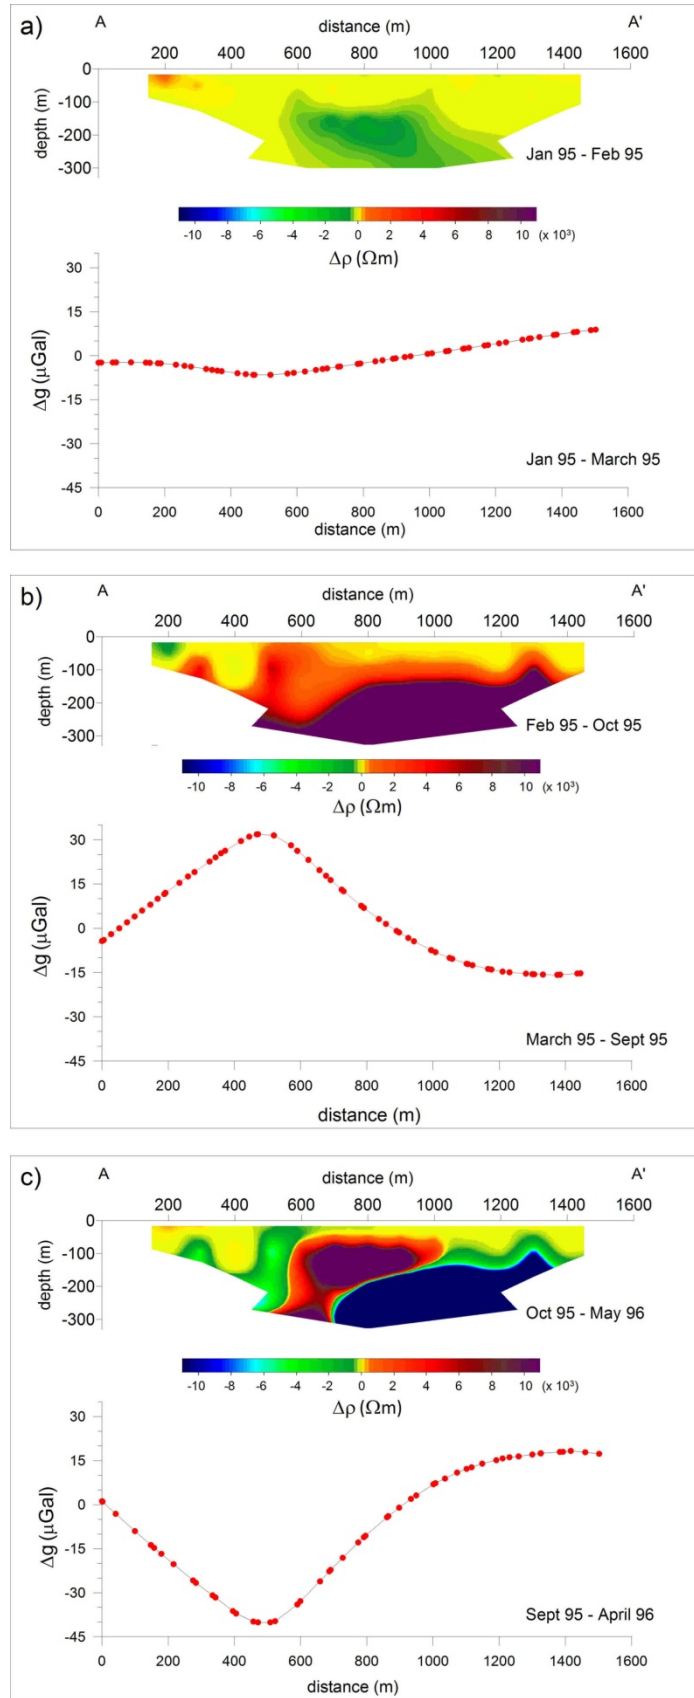 a)
A
distance (m)
A'
200 400 600 800 1000 1200 1400 1600
0
-100
-200
-300
depth (m)
Jan 95 - Feb 95
-10 -8 -6 -4 -2 0 2 4 6 8 10 (x 10³)
Δρ (Ωm)
30
15
0
-15
-30
-45
Δg (μGal)
Jan 95 - March 95
0 200 400 600 800 1000 1200 1400 1600
distance (m)
b)
A
distance (m)
A'
200 400 600 800 1000 1200 1400 1600
0
-100
-200
-300
depth (m)
Feb 95 - Oct 95
-10 -8 -6 -4 -2 0 2 4 6 8 10 (x 10³)
Δρ (Ωm)
30
15
0
-15
-30
-45
Δg (μGal)
March 95 - Sept 95
0 200 400 600 800 1000 1200 1400 1600
distance (m)
c)
A
distance (m)
A'
200 400 600 800 1000 1200 1400 1600
0
-100
-200
-300
depth (m)
Oct 95 - May 96
-10 -8 -6 -4 -2 0 2 4 6 8 10 (x 10³)
Δρ (Ωm)
30
15
0
-15
-30
-45
Δg (μGal)
Sept 95 - April 96
0 200 400 600 800 1000 1200 1400 1600
distance (m)